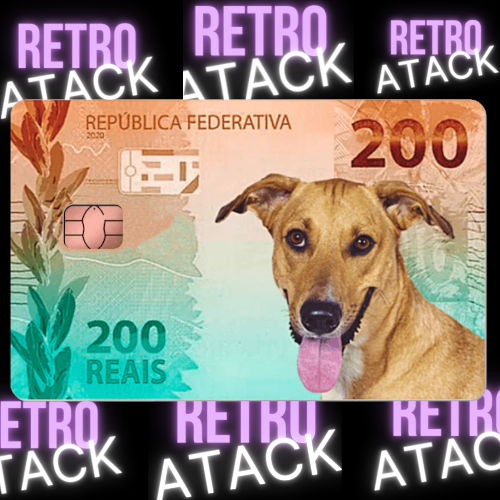 RETRO
ATACK
RETRO
ATACK
RETRO
ATACK
REPÚBLICA FEDERATIVA
2020
200
200
REAIS
RETRO
ATACK
RETRO
ATACK
RETRO
ATACK